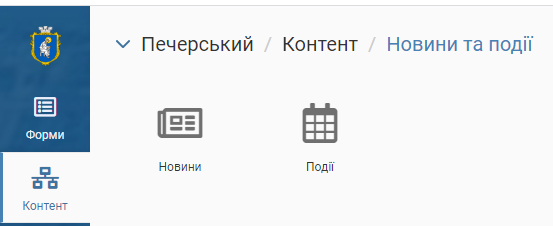 Печерський / Контент / Новини та події
Форми
Новини
Події
Контент